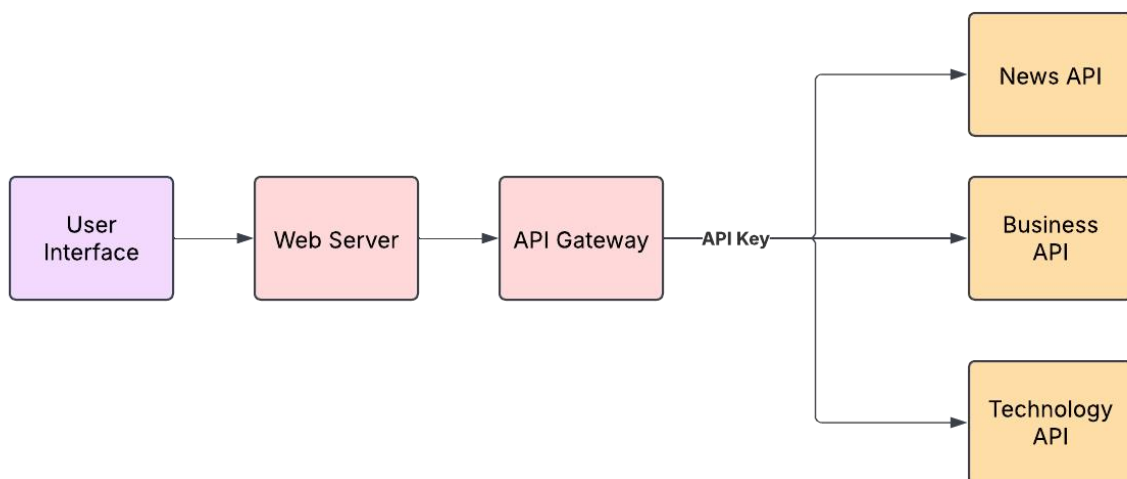 News API
User
Interface
Web Server
API Gateway
API Key
Business
API
Technology
API